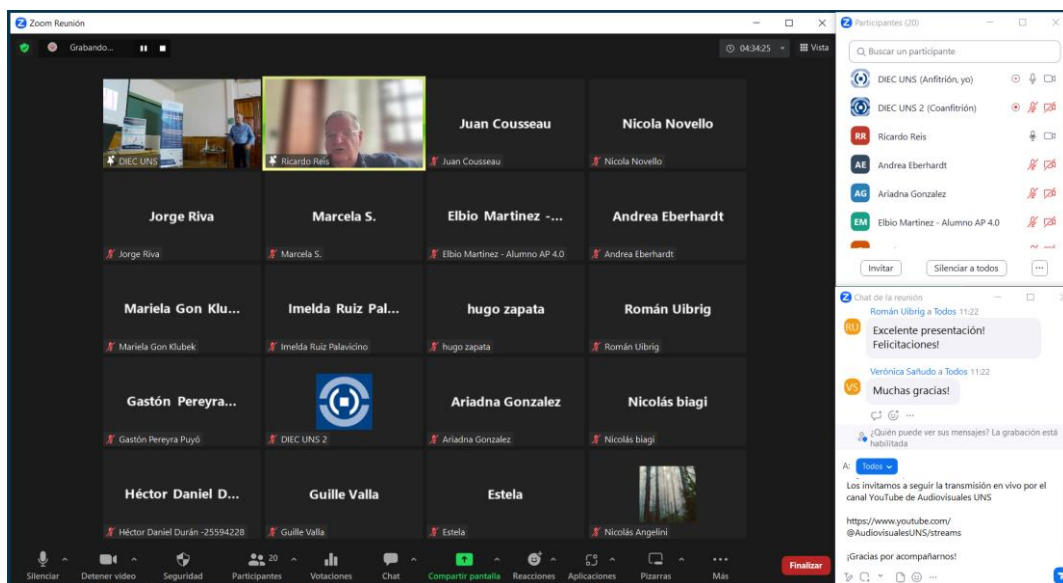 Zoom Reunión
Grabando...
04:34:25
Vista
DIEC UNS
Ricardo Reis
Juan Cousseau
Juan Cousseau
Nicola Novello
Nicola Novello
Jorge Riva
Jorge Riva
Marcela S.
Marcela S.
Elbio Martinez -...
Elbio Martinez - Alumno AP 4.0
Andrea Eberhardt
Andrea Eberhardt
Mariela Gon Klu...
Mariela Gon Klubek
Imelda Ruiz Pal...
Imelda Ruiz Palavicino
hugo zapata
hugo zapata
Román Uibrig
Román Uibrig
Gastón Pereyra...
Gastón Pereyra Puyó
DIEC UNS 2
Ariadna Gonzalez
Ariadna Gonzalez
Nicolás biagi
Nicolás biagi
Héctor Daniel D...
Héctor Daniel Durán -25594228
Guille Valla
Guille Valla
Estela
Estela
Nicolás Angelini
Silenciar
Detener video
Seguridad
20
Participantes
Votaciones
Chat
Compartir pantalla
Reacciones
Aplicaciones
Pizarras
Más
Finalizar
Participantes (20)
Buscar un participante
DIEC UNS (Anfitrión, yo)
DIEC UNS 2 (Coanfitrión)
RR
Ricardo Reis
AE
Andrea Eberhardt
AG
Ariadna Gonzalez
EM
Elbio Martinez - Alumno AP 4.0
Invitar
Silenciar a todos
Chat de la reunión
Román Uibrig a Todos 11:22
RU
Excelente presentación!
Felicitaciones!
Verónica Sañudo a Todos 11:22
VS
Muchas gracias!
¿Quién puede ver sus mensajes? La grabación está
habilitada
A: Todos
Los invitamos a seguir la transmisión en vivo por el
canal YouTube de Audiovisuales UNS
https://www.youtube.com/
@AudiovisualesUNS/streams
¡Gracias por acompañarnos!